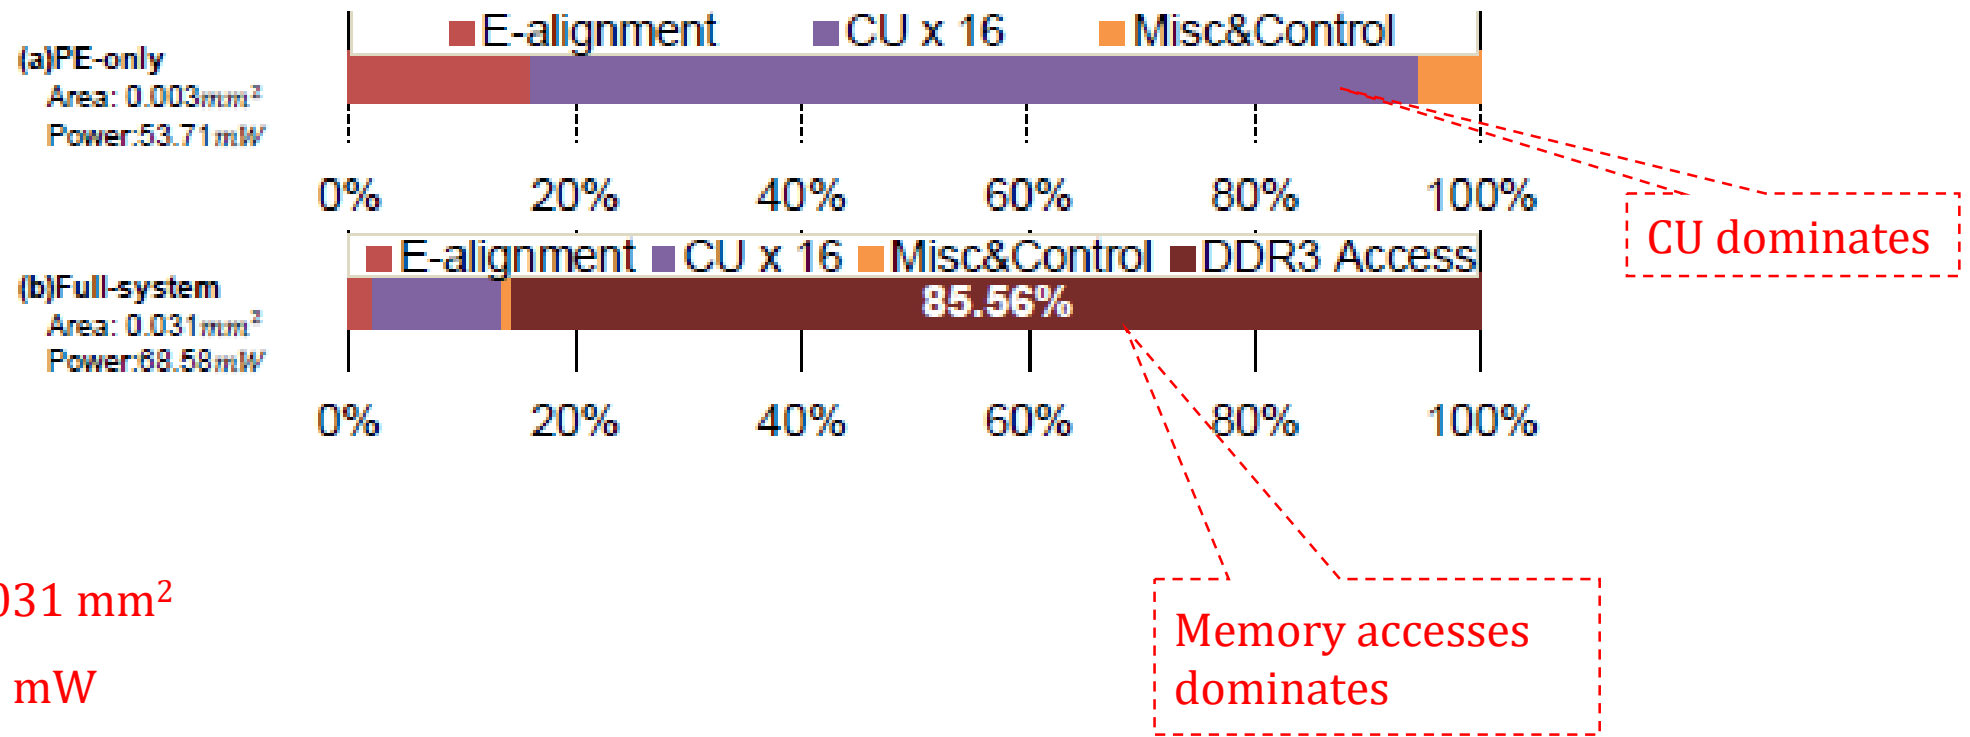 E-alignment CU x 16 Misc&Control
(a)PE-only
Area: 0.003mm²
Power:53.71mW
0% 20% 40% 60% 80% 100%
CU dominates
E-alignment CU x 16 Misc&Control DDR3 Access
(b)Full-system
85.56%
Area: 0.031mm²
Power:68.58mW
0% 20% 40% 60% 80% 100%
031 mm²
mW
Memory accesses
dominates